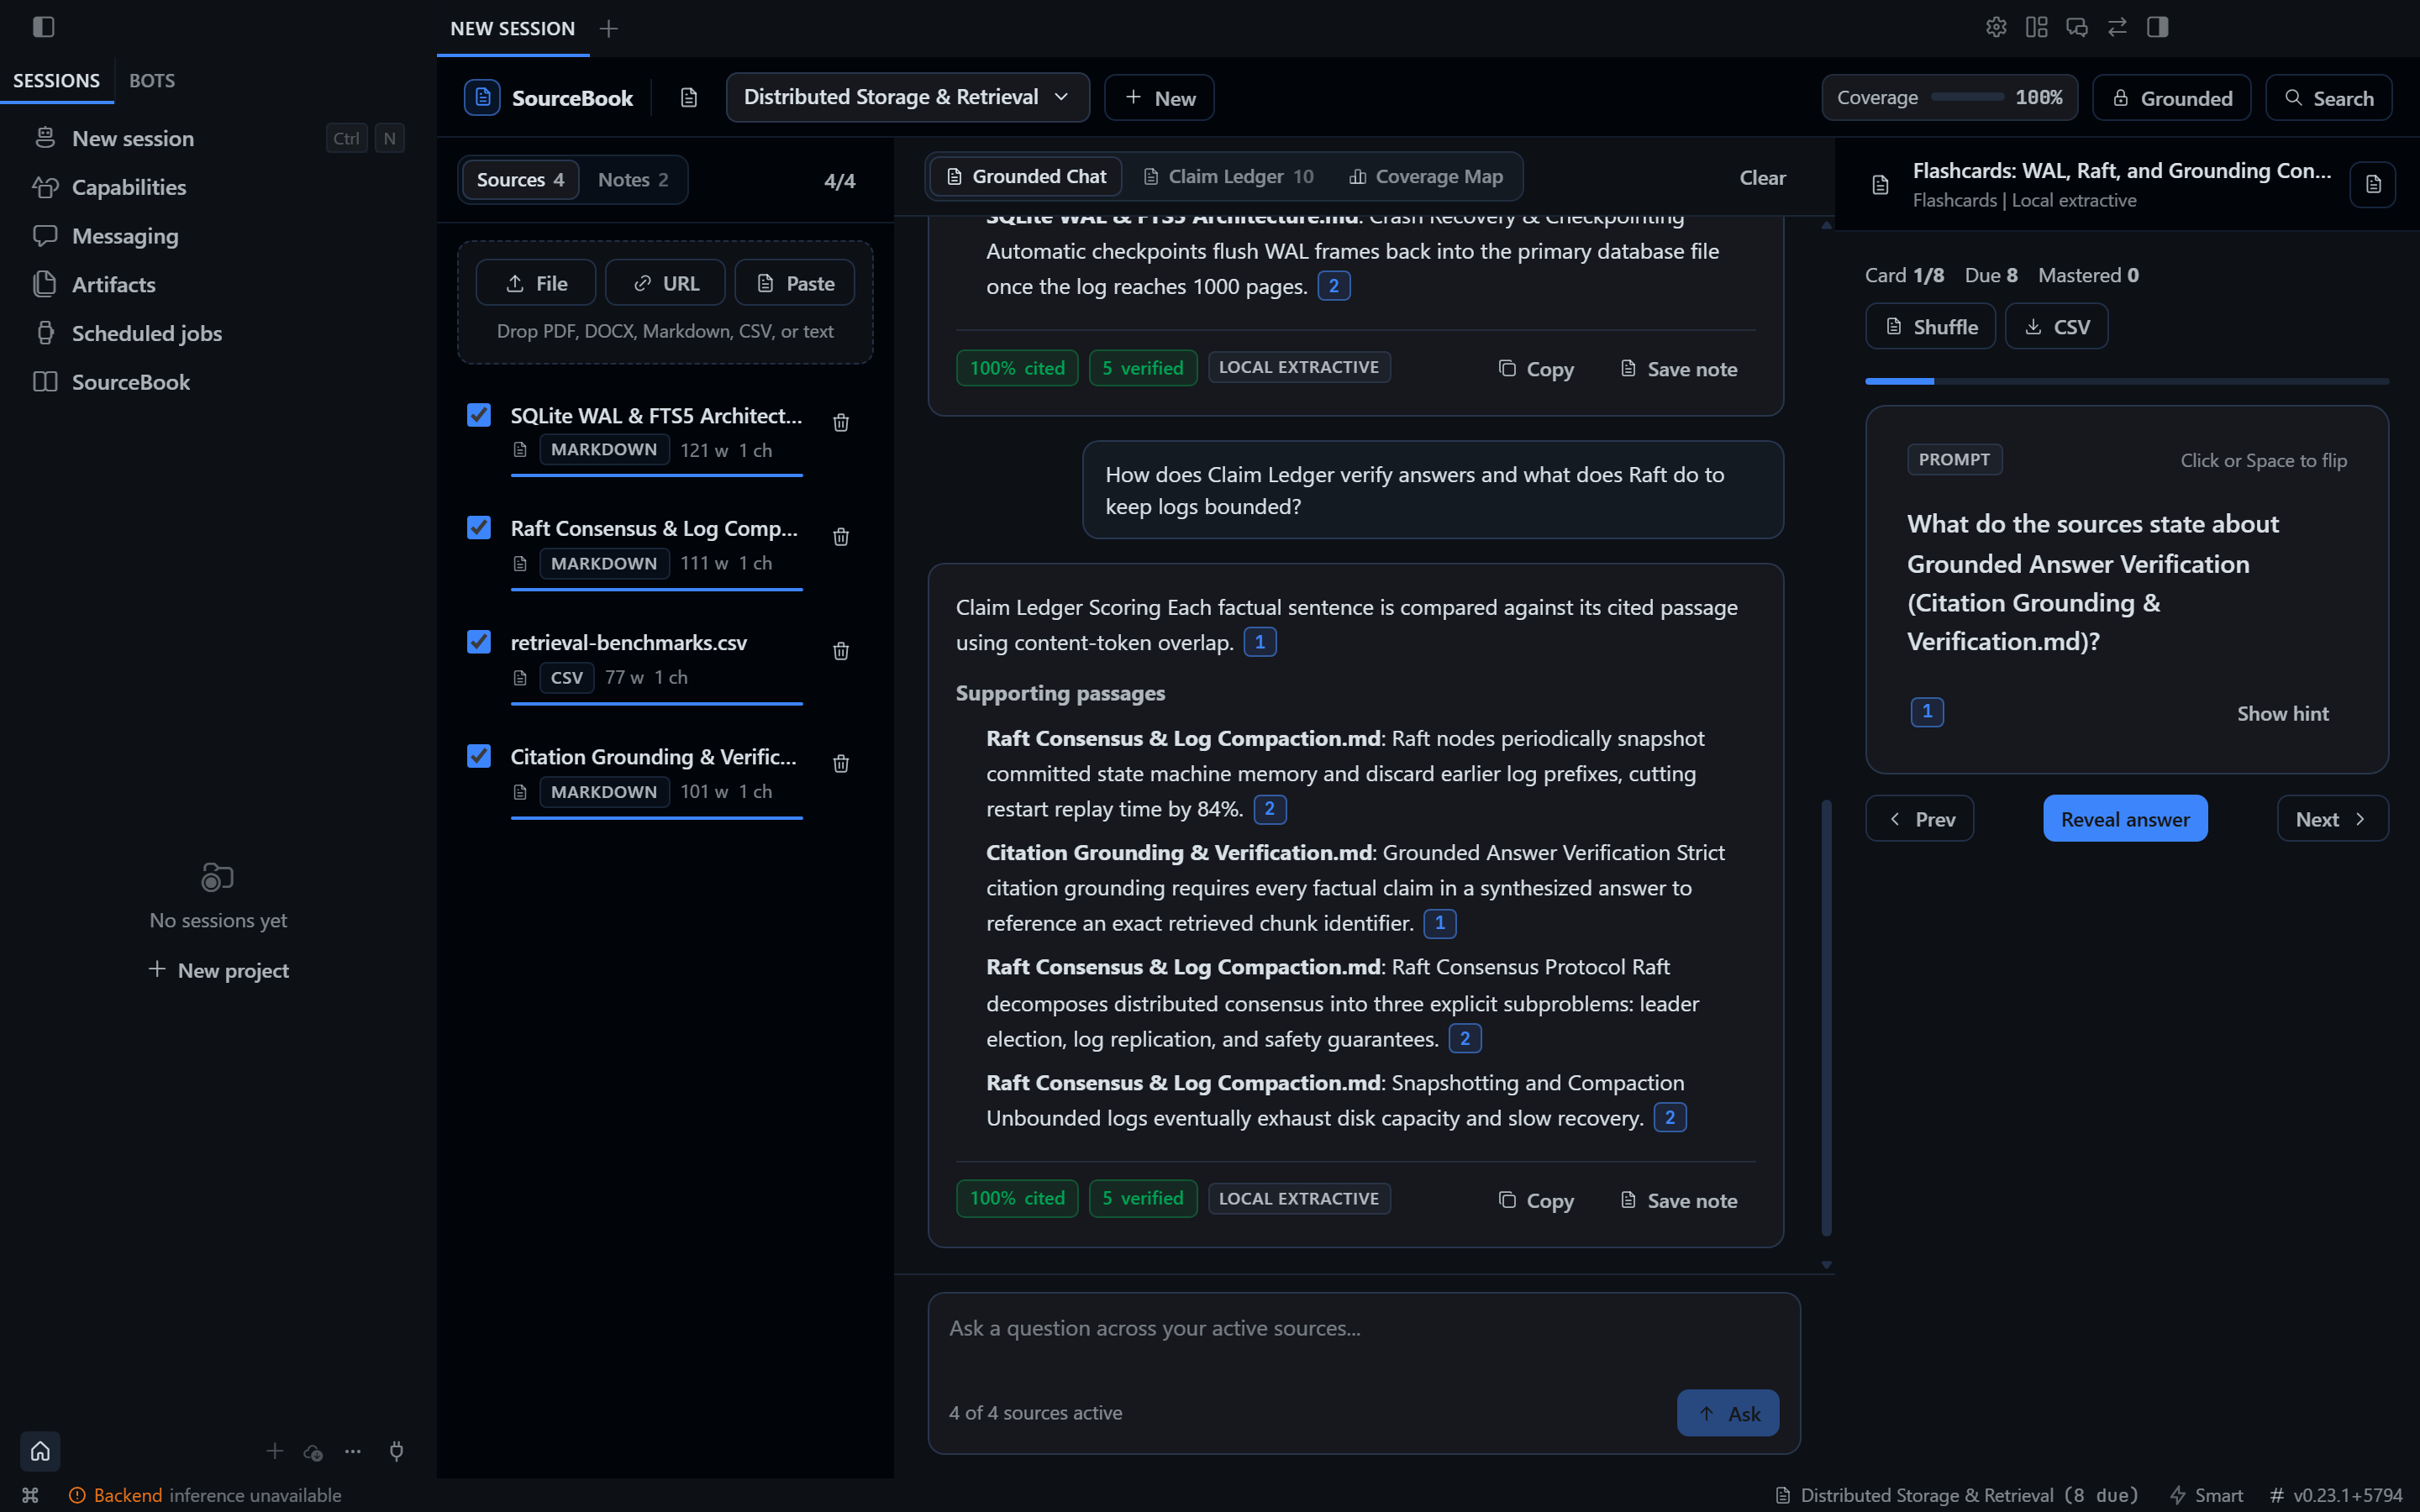 NEW SESSION
SESSIONS
BOTS
New session
Ctrl
N
Capabilities
Messaging
Artifacts
Scheduled jobs
SourceBook
No sessions yet
New project
Backend inference unavailable
SourceBook
Distributed Storage & Retrieval
New
Coverage
100%
Grounded
Search
Sources 4
Notes 2
4/4
File
URL
Paste
Drop PDF, DOCX, Markdown, CSV, or text
SQLite WAL & FTS5 Architect...
MARKDOWN 121 w 1 ch
Raft Consensus & Log Comp...
MARKDOWN 111 w 1 ch
retrieval-benchmarks.csv
CSV 77 w 1 ch
Citation Grounding & Verific...
MARKDOWN 101 w 1 ch
Grounded Chat
Claim Ledger 10
Coverage Map
Clear
SQLite WAL & FTS5 Architecture.md: Crash Recovery & Checkpointing
Automatic checkpoints flush WAL frames back into the primary database file
once the log reaches 1000 pages. 2
100% cited
5 verified
LOCAL EXTRACTIVE
Copy
Save note
How does Claim Ledger verify answers and what does Raft do to
keep logs bounded?
Claim Ledger Scoring Each factual sentence is compared against its cited passage
using content-token overlap. 1
Supporting passages
Raft Consensus & Log Compaction.md: Raft nodes periodically snapshot
committed state machine memory and discard earlier log prefixes, cutting
restart replay time by 84%. 2
Citation Grounding & Verification.md: Grounded Answer Verification Strict
citation grounding requires every factual claim in a synthesized answer to
reference an exact retrieved chunk identifier. 1
Raft Consensus & Log Compaction.md: Raft Consensus Protocol Raft
decomposes distributed consensus into three explicit subproblems: leader
election, log replication, and safety guarantees. 2
Raft Consensus & Log Compaction.md: Snapshotting and Compaction
Unbounded logs eventually exhaust disk capacity and slow recovery. 2
100% cited
5 verified
LOCAL EXTRACTIVE
Copy
Save note
Ask a question across your active sources...
4 of 4 sources active
Ask
Flashcards: WAL, Raft, and Grounding Con...
Flashcards | Local extractive
Card 1/8 Due 8 Mastered 0
Shuffle
CSV
PROMPT
Click or Space to flip
What do the sources state about
Grounded Answer Verification
(Citation Grounding &
Verification.md)?
1
Show hint
Prev
Reveal answer
Next
Distributed Storage & Retrieval (8 due)
Smart
# v0.23.1+5794